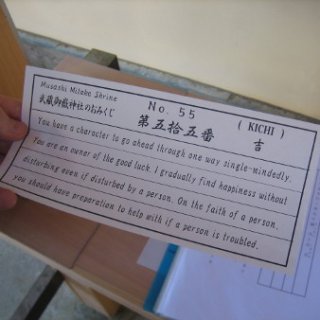 Musashi Mitake Shrine
武蔵御嶽神社のおみくじ
No. 55
第五拾五番
( KICHI )
吉
You have a character to go ahead through one way single-mindedly.
You are an owner of the good luck. I gradually find happiness without
disturbing even if disturbed by a person. On the faith of a person,
you should have preparation to help with if a person is troubled.